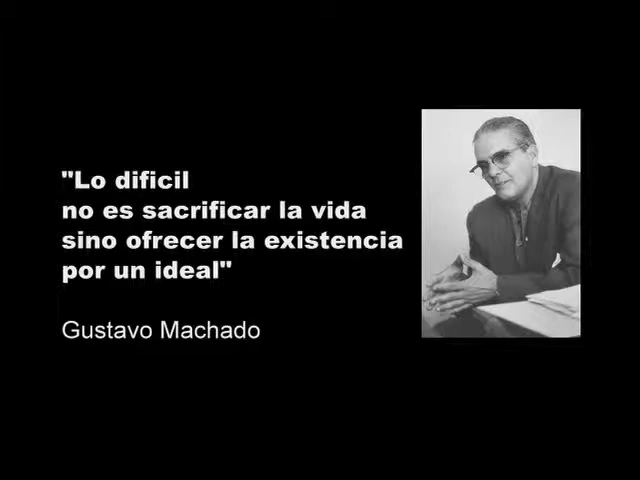 "Lo dificil
no es sacrificar la vida
sino ofrecer la existencia
por un ideal"
Gustavo Machado